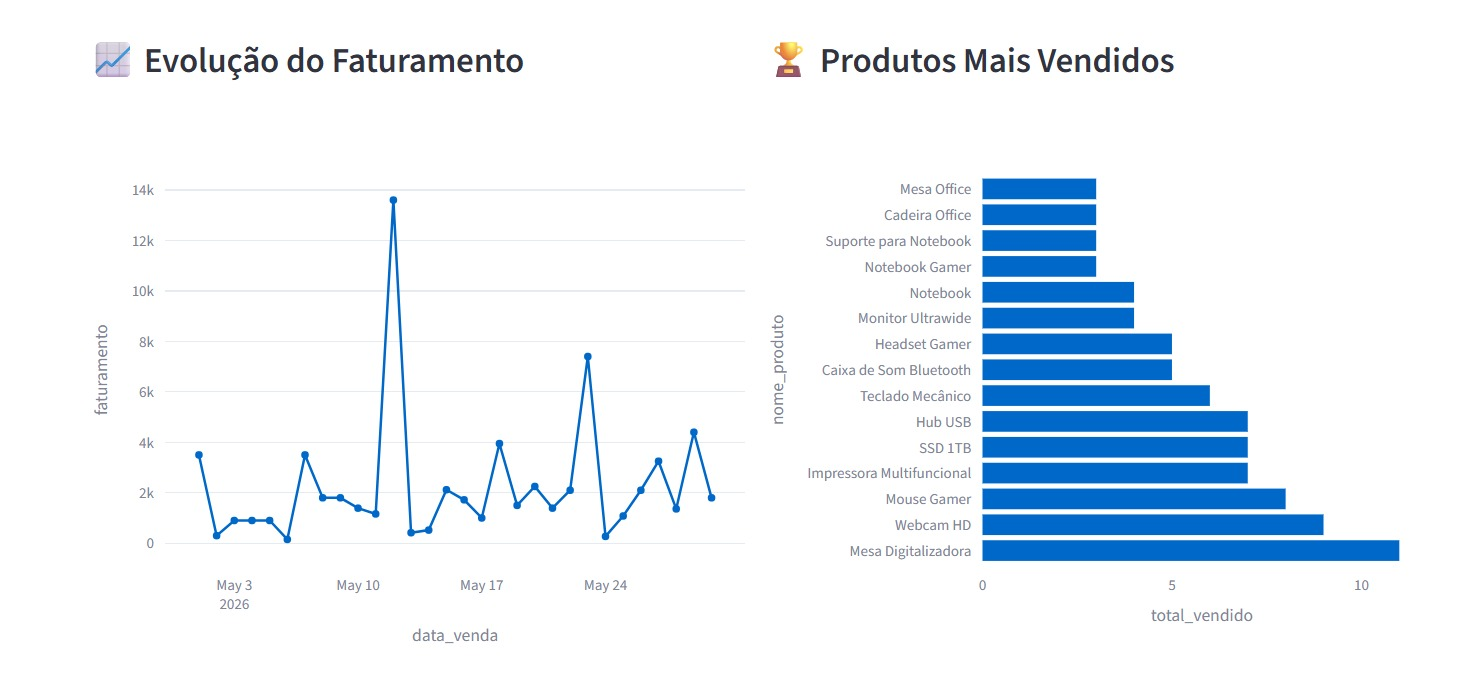 Evolução do Faturamento
14k
12k
10k
8k
6k
4k
2k
0
faturamento
May 3
2026
May 10
May 17
May 24
data_venda
Produtos Mais Vendidos
Mesa Office
Cadeira Office
Suporte para Notebook
Notebook Gamer
Notebook
Monitor Ultrawide
Headset Gamer
Caixa de Som Bluetooth
Teclado Mecânico
Hub USB
SSD 1TB
Impressora Multifuncional
Mouse Gamer
Webcam HD
Mesa Digitalizadora
nome_produto
0
5
10
total_vendido